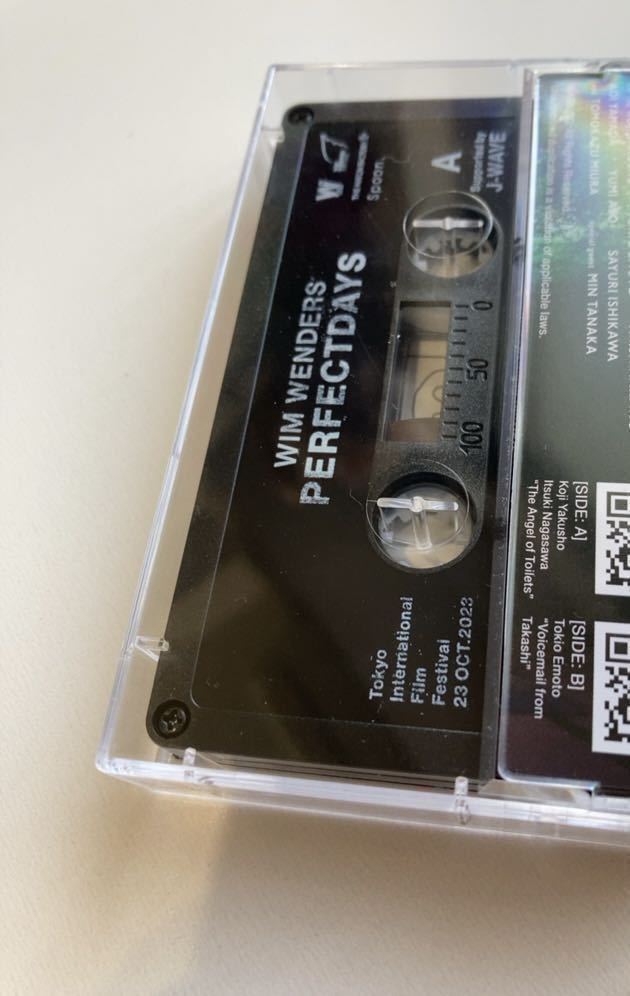 WIM WENDERS
PERFECTDAYS
W
Spoon.
A
Supported by
J-WAVE
0
50
100
Tokyo
International
Film
Festival
23 OCT.2023
YUMI
SAYURI ISHIKAWA
TOMOKAZU MIURA
MIN TANAKA
is a violation of applicable laws.
[SIDE: A]
Koji Yakusho
Itsuki Nagasawa
"The Angel of Toilets"
[SIDE: B]
Tokio Emoto
"Voicemail from
Takashi"